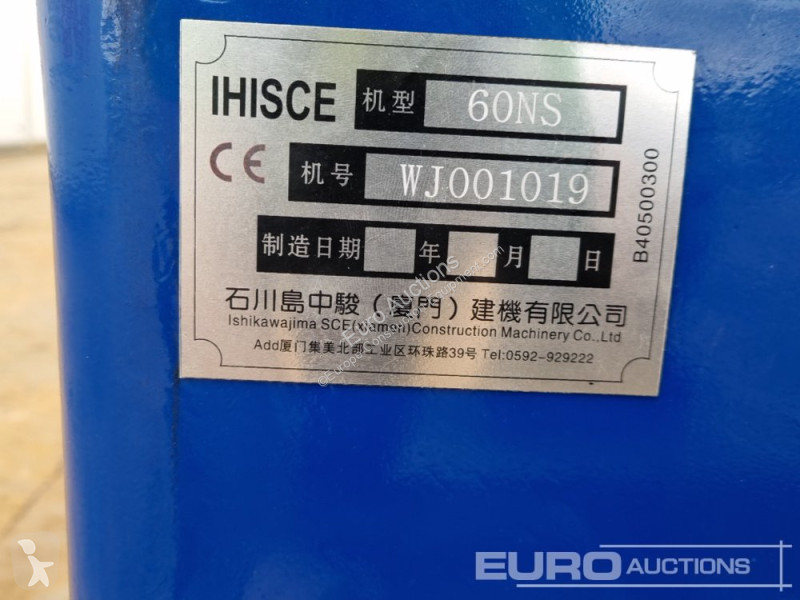 IHISCE 机型 60NS
CE 机号 WJ001019
制造日期 年 月 日
B40500300
石川島中駿（廈門）建機有限公司
Ishikawajima SCE(xiamen)Construction Machinery Co.,Ltd
Add厦门集美北部工业区环珠路39号 Tel:0592-929222
Euro Auctions
EURO AUCTIONS